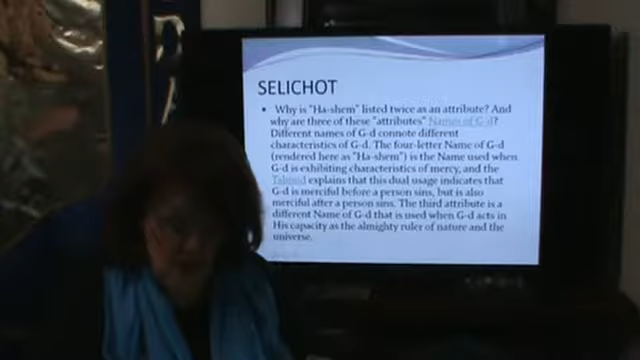 SELICHOT
• Why is "Ha-shem" listed twice as an attribute? And
why are three of these "attributes" Names of G-d?
Different names of G-d connote different
characteristics of G-d. The four-letter Name of G-d
(rendered here as "Ha-shem") is the Name used when
G-d is exhibiting characteristics of mercy, and the
Talmud explains that this dual usage indicates that
G-d is merciful before a person sins, but is also
merciful after a person sins. The third attribute is a
different Name of G-d that is used when G-d acts in
His capacity as the almighty ruler of nature and the
universe.